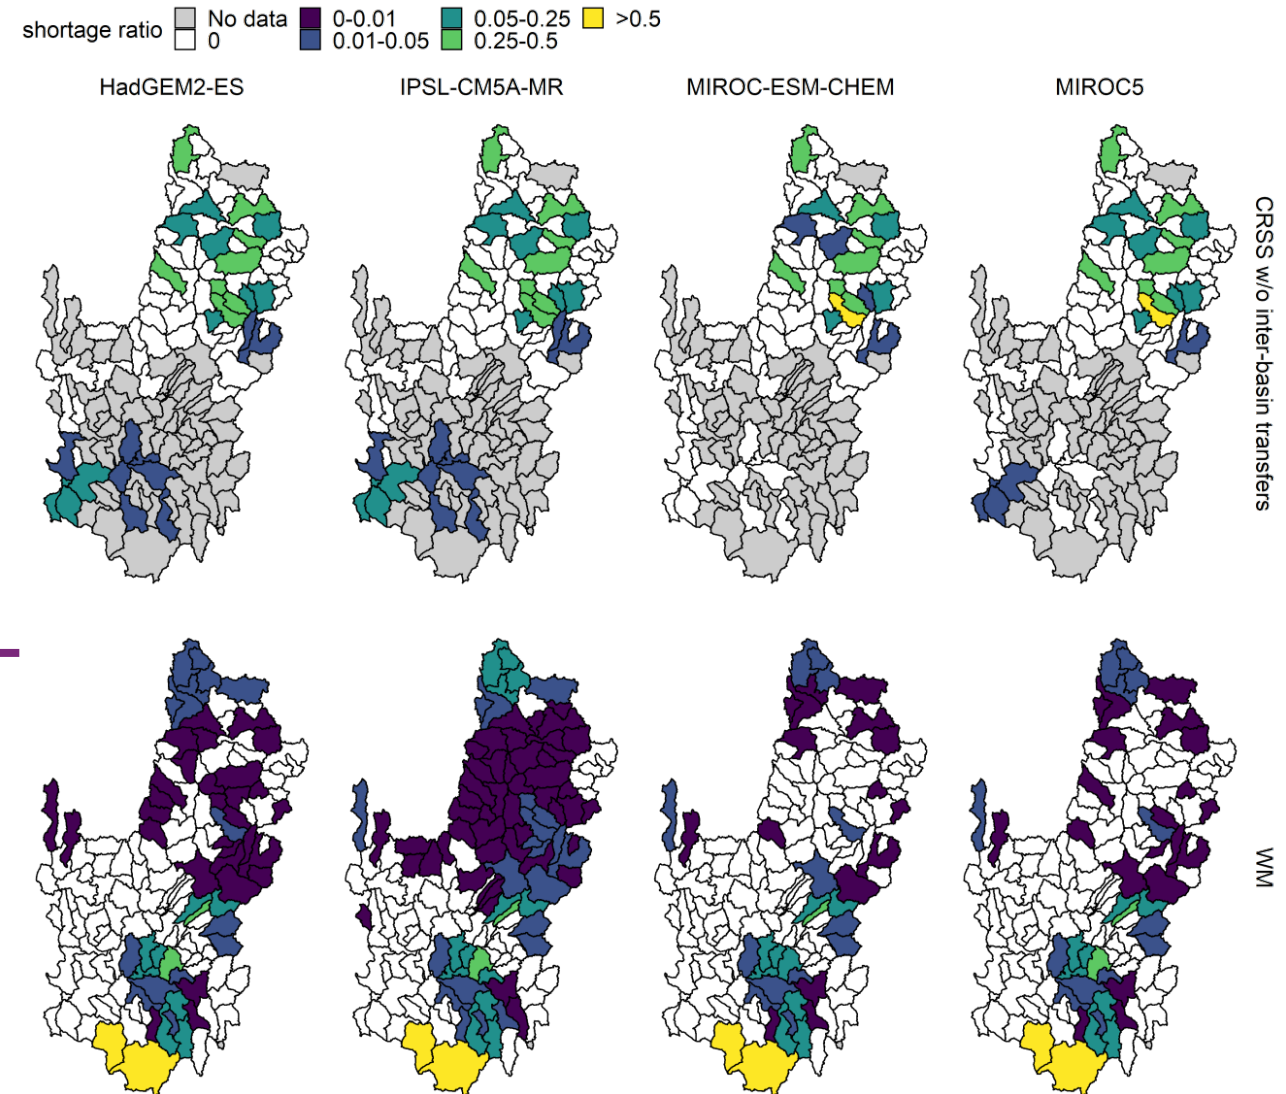 shortage ratio
No data
0
0-0.01
0.01-0.05
0.05-0.25
0.25-0.5
>0.5
HadGEM2-ES
IPSL-CM5A-MR
MIROC-ESM-CHEM
MIROC5
CRSS w/o inter-basin transfers
WM